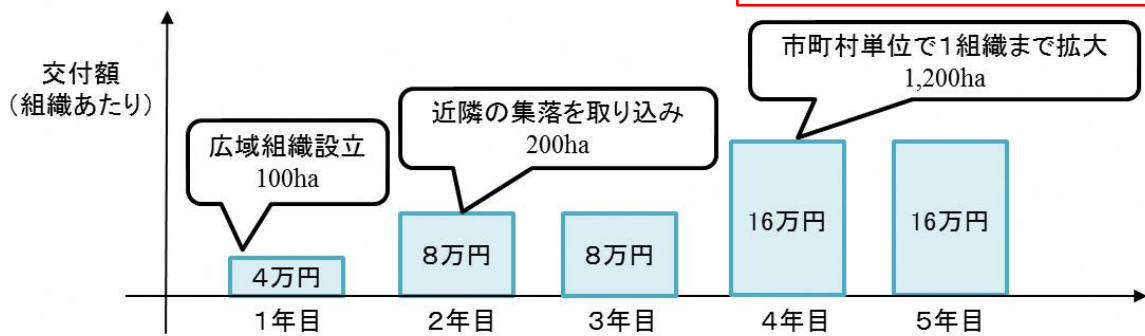 交付額
（組織あたり）
広域組織設立
100ha
近隣の集落を取り込み
200ha
市町村単位で１組織まで拡大
1,200ha
４万円
８万円
８万円
16万円
16万円
１年目
２年目
３年目
４年目
５年目